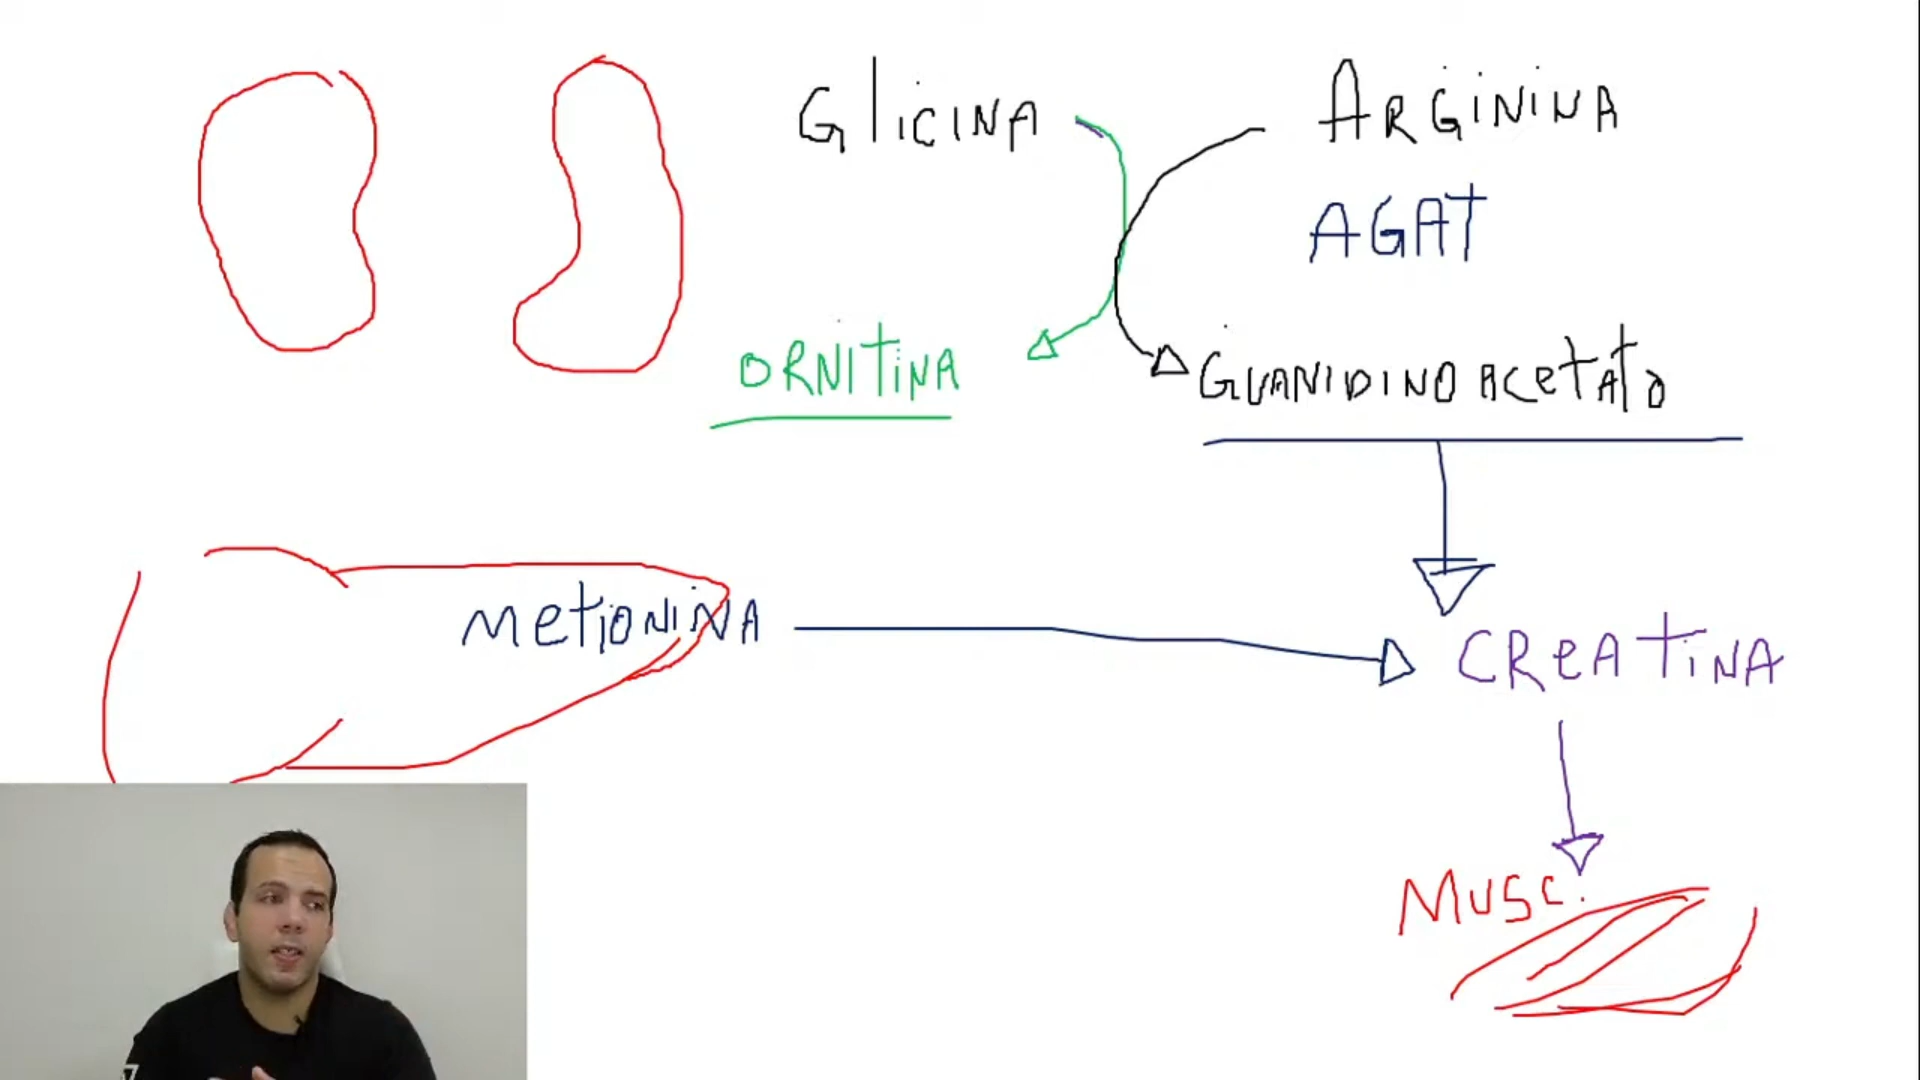 Glicina
Arginina
AGAT
Ornitina
Guanidinoacetato
Metionina
Creatina
Musc.